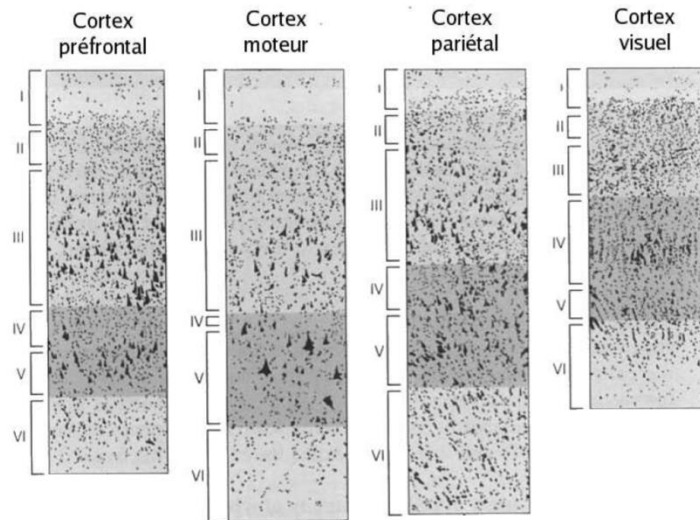 Cortex
préfrontal
Cortex
moteur
Cortex
pariétal
Cortex
visuel
I
II
III
IV
V
VI
I
II
III
IV
V
VI
I
II
III
IV
V
VI
I
II
III
IV
V
VI